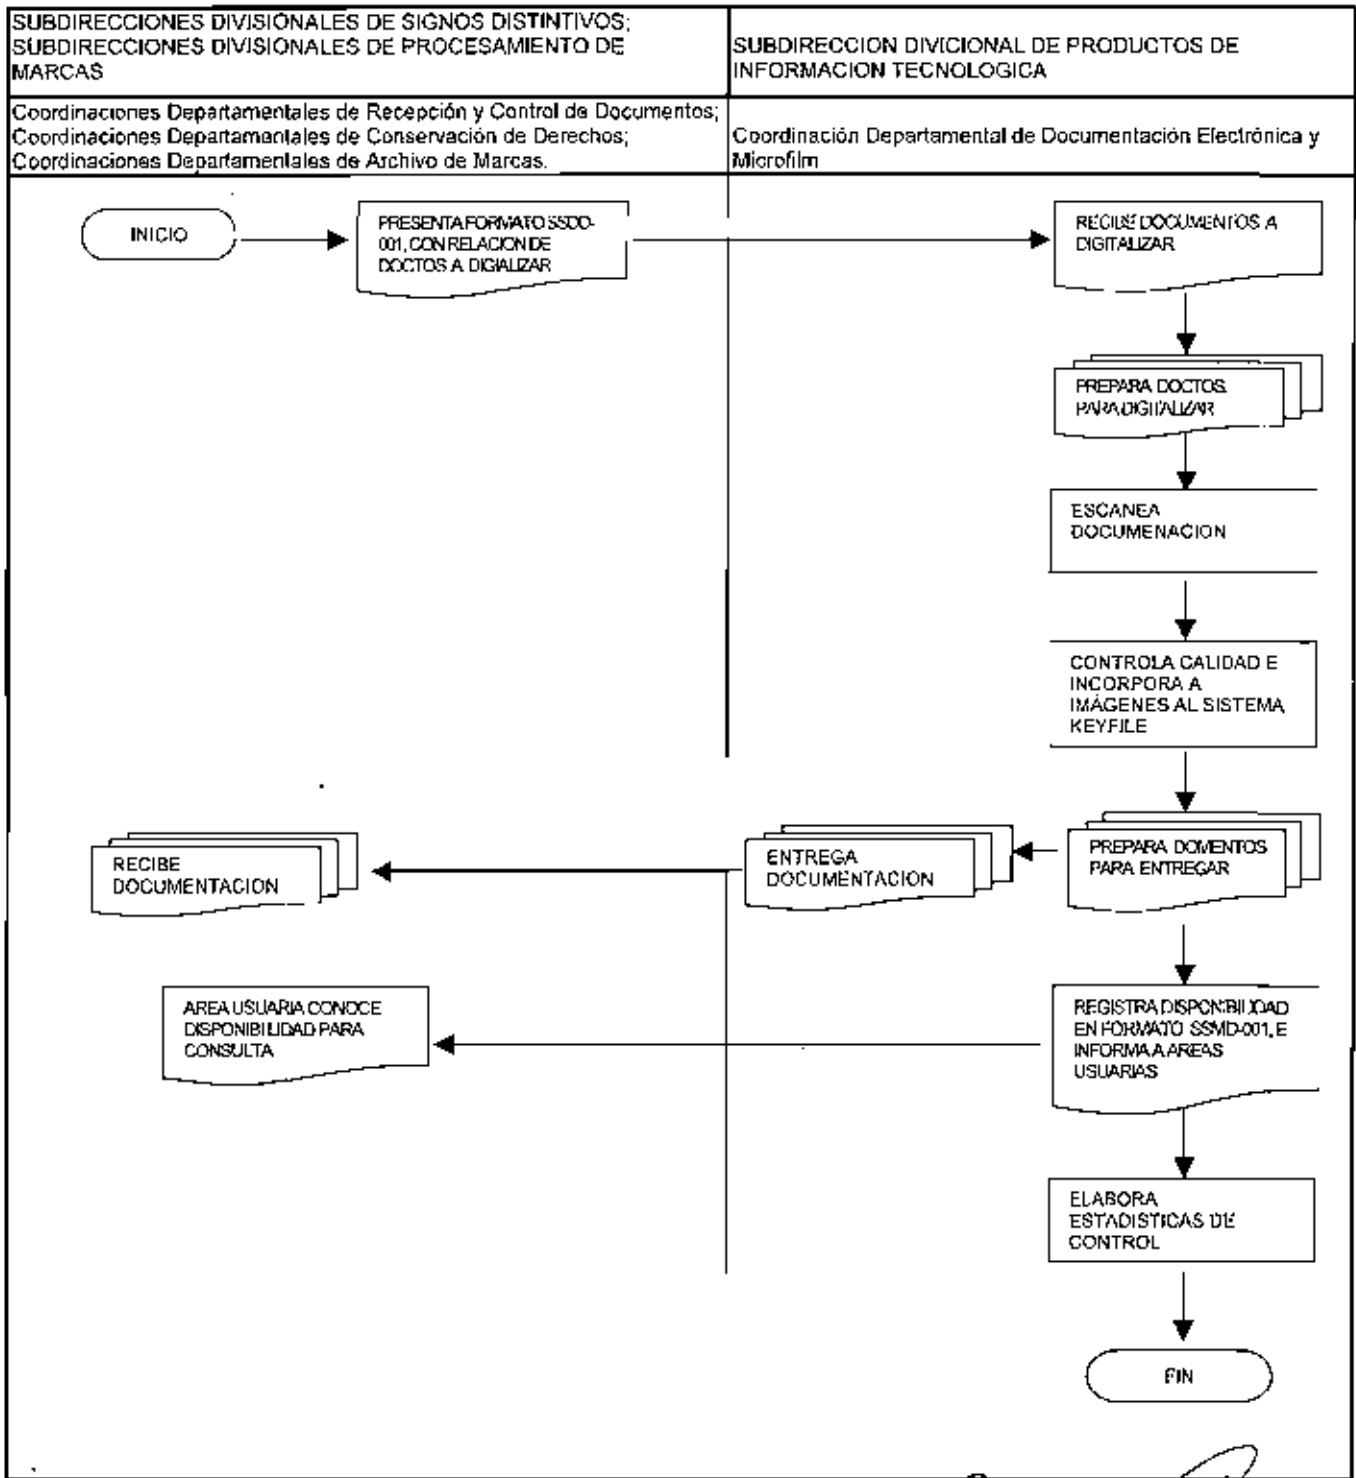 SUBDIRECCIONES DIVISIONALES DE SIGNOS DISTINTIVOS;
SUBDIRECCIONES DIVISIONALES DE PROCESAMIENTO DE
MARCAS
SUBDIRECCION DIVICIONAL DE PRODUCTOS DE
INFORMACION TECNOLOGICA
Coordinaciones Departamentales de Recepción y Control de Documentos;
Coordinaciones Departamentales de Conservación de Derechos;
Coordinaciones Departamentales de Archivo de Marcas.
Coordinación Departamental de Documentación Electrónica y
Microfilm
INICIO
PRESENTA FORMATO SSDD-
001, CON RELACION DE
DOCTOS A DIGIALIZAR
RECIBE DOCUMENTOS A
DIGITALIZAR
PREPARA DOCTOS.
PARA DIGITALIZAR
ESCANEA
DOCUMENACION
CONTROLA CALIDAD E
INCORPORA A
IMÁGENES AL SISTEMA
KEYFILE
PREPARA DOMENTOS
PARA ENTREGAR
ENTREGA
DOCUMENTACION
RECIBE
DOCUMENTACION
REGISTRA DISPONIBILIDAD
EN FORMATO SSMD-001, E
INFORMA A AREAS
USUARIAS
AREA USUARIA CONOCE
DISPONIBILIDAD PARA
CONSULTA
ELABORA
ESTADISTICAS DE
CONTROL
FIN